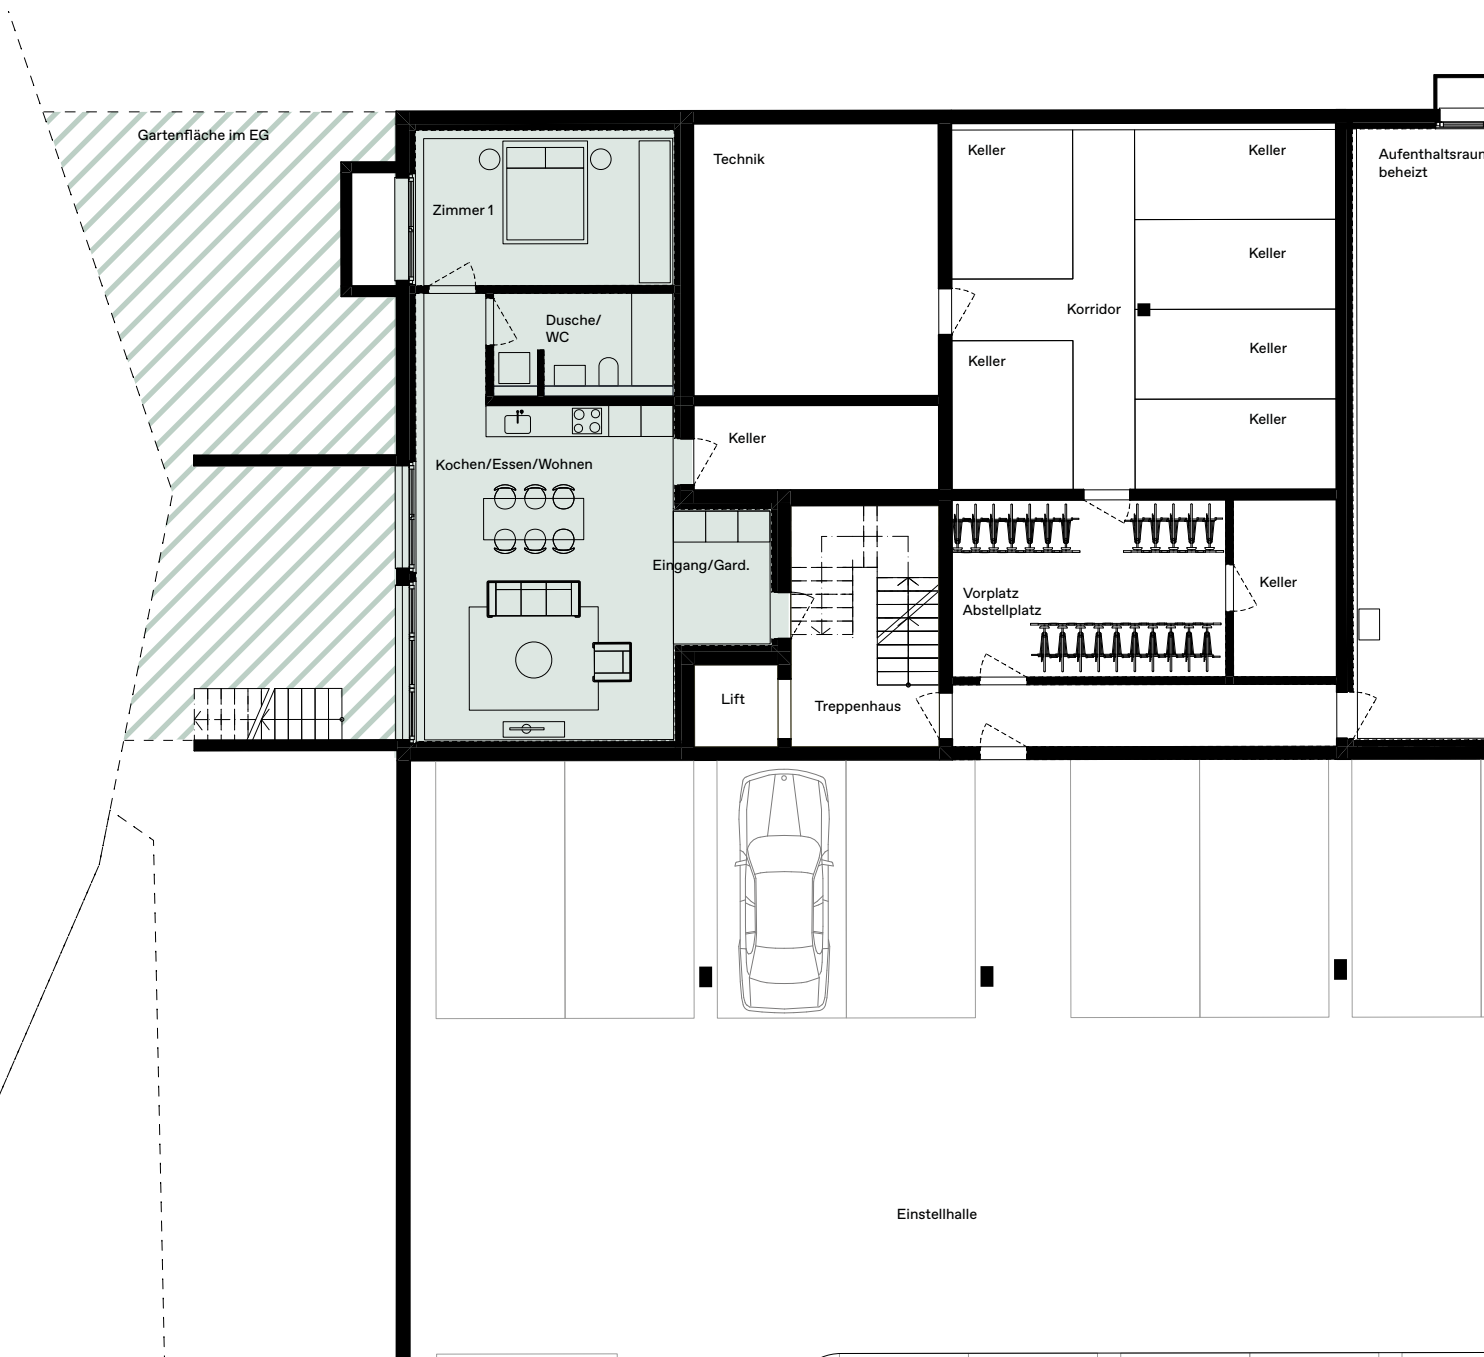 Gartenfläche im EG
Zimmer 1
Technik
Keller
Keller
Aufenthaltsraum
beheizt
Keller
Dusche/
WC
Korridor
Keller
Keller
Keller
Keller
Kochen/Essen/Wohnen
Eingang/Gard.
Vorplatz
Abstellplatz
Keller
Lift
Treppenhaus
Einstellhalle